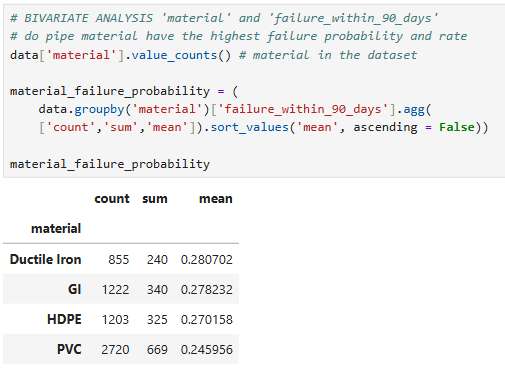 # BIVARIATE ANALYSIS 'material' and 'failure_within_90_days'
# do pipe material have the highest failure probability and rate
data['material'].value_counts() # material in the dataset
material_failure_probability = (
    data.groupby('material')['failure_within_90_days'].agg(
    ['count','sum','mean']).sort_values('mean', ascending = False))
material_failure_probability
count sum mean
material
Ductile Iron 855 240 0.280702
GI 1222 340 0.278232
HDPE 1203 325 0.270158
PVC 2720 669 0.245956